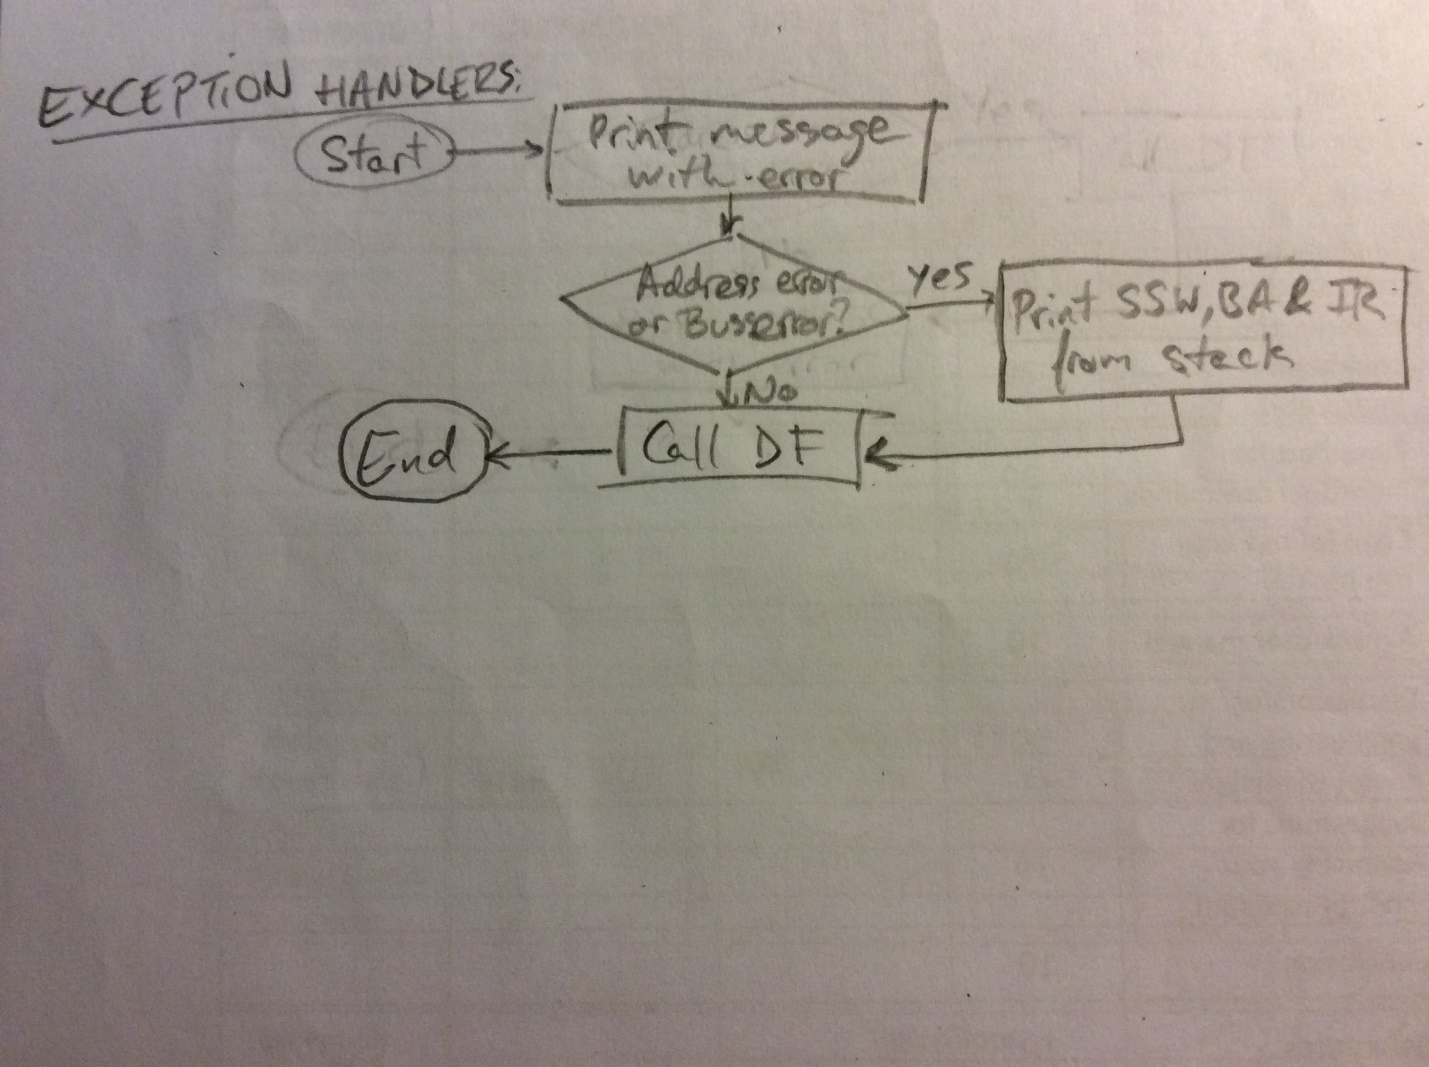 EXCEPTION HANDLERS:
Start
Print message
with error
Address error
or Buss error?
yes
Print SSW, BA & IR
from stack
No
Call DF
End